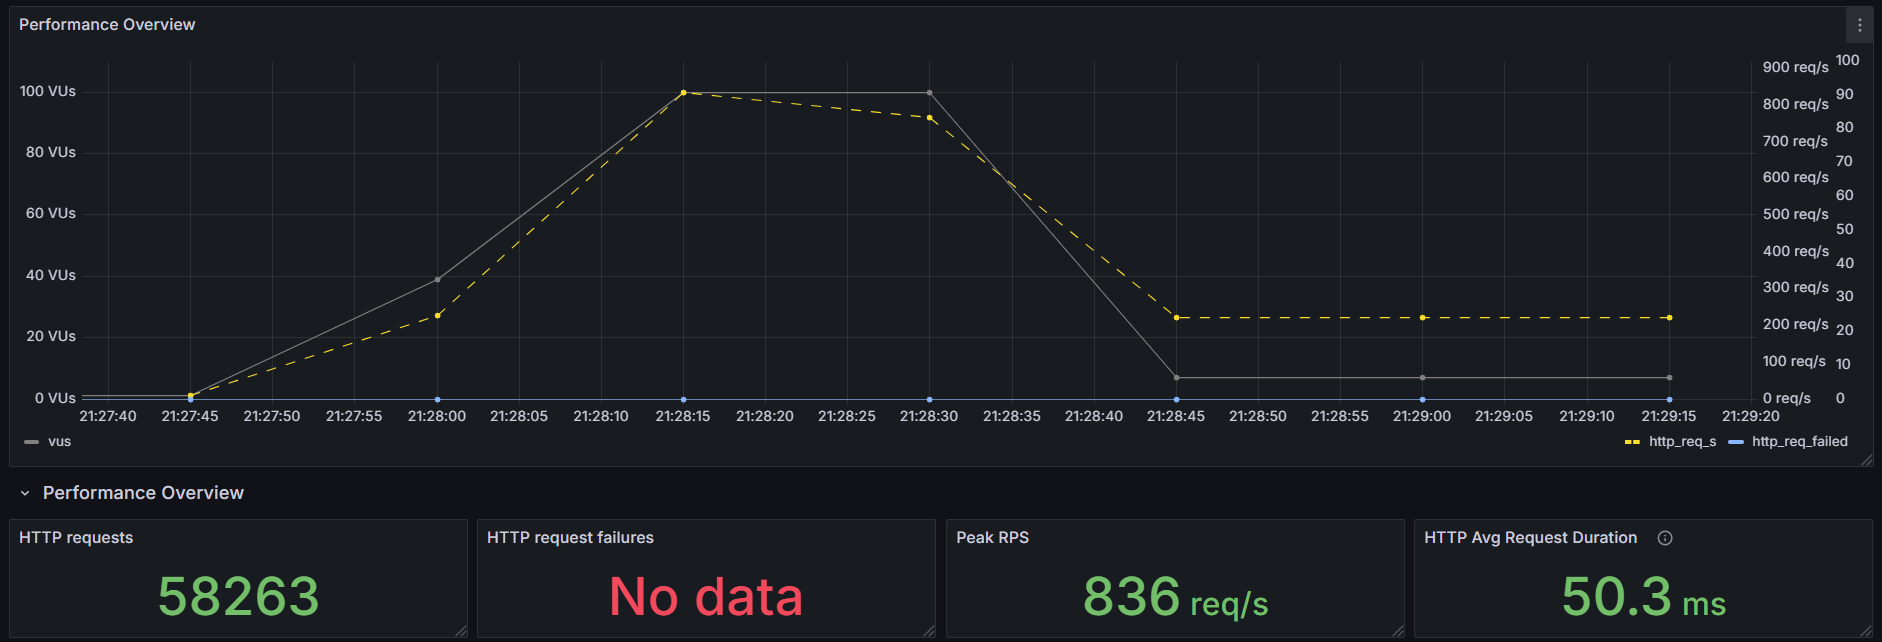 Performance Overview
100 VUs
80 VUs
60 VUs
40 VUs
20 VUs
0 VUs
900 req/s
800 req/s
700 req/s
600 req/s
500 req/s
400 req/s
300 req/s
200 req/s
100 req/s
0 req/s
100
90
80
70
60
50
40
30
20
10
0
21:27:40 21:27:45 21:27:50 21:27:55 21:28:00 21:28:05 21:28:10 21:28:15 21:28:20 21:28:25 21:28:30 21:28:35 21:28:40 21:28:45 21:28:50 21:28:55 21:29:00 21:29:05 21:29:10 21:29:15 21:29:20
vus http_req_s http_req_failed
Performance Overview
HTTP requests
58263
HTTP request failures
No data
Peak RPS
836 req/s
HTTP Avg Request Duration
50.3 ms